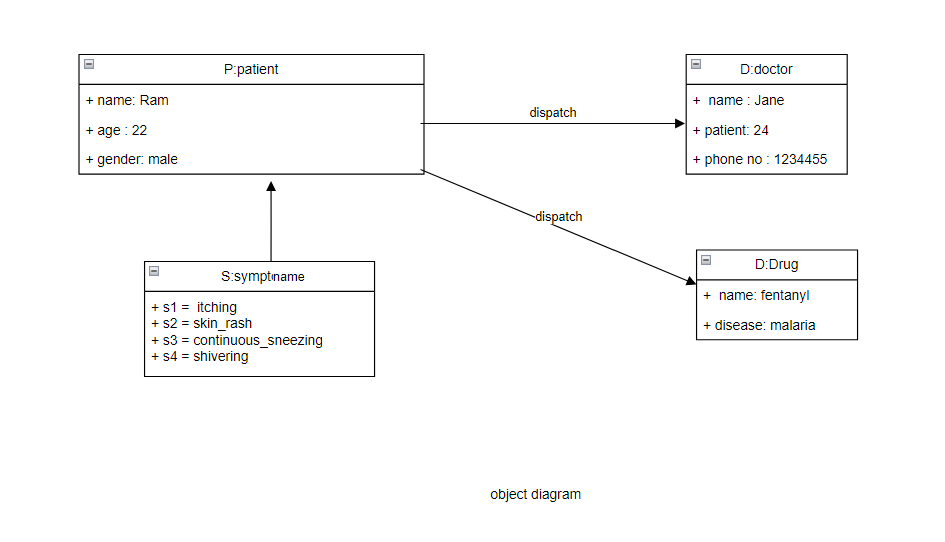 P:patient
+ name: Ram
+ age : 22
+ gender: male
dispatch
D:doctor
+ name : Jane
+ patient: 24
+ phone no : 1234455
dispatch
S:symptname
+ s1 = itching
+ s2 = skin_rash
+ s3 = continuous_sneezing
+ s4 = shivering
D:Drug
+ name: fentanyl
+ disease: malaria
object diagram